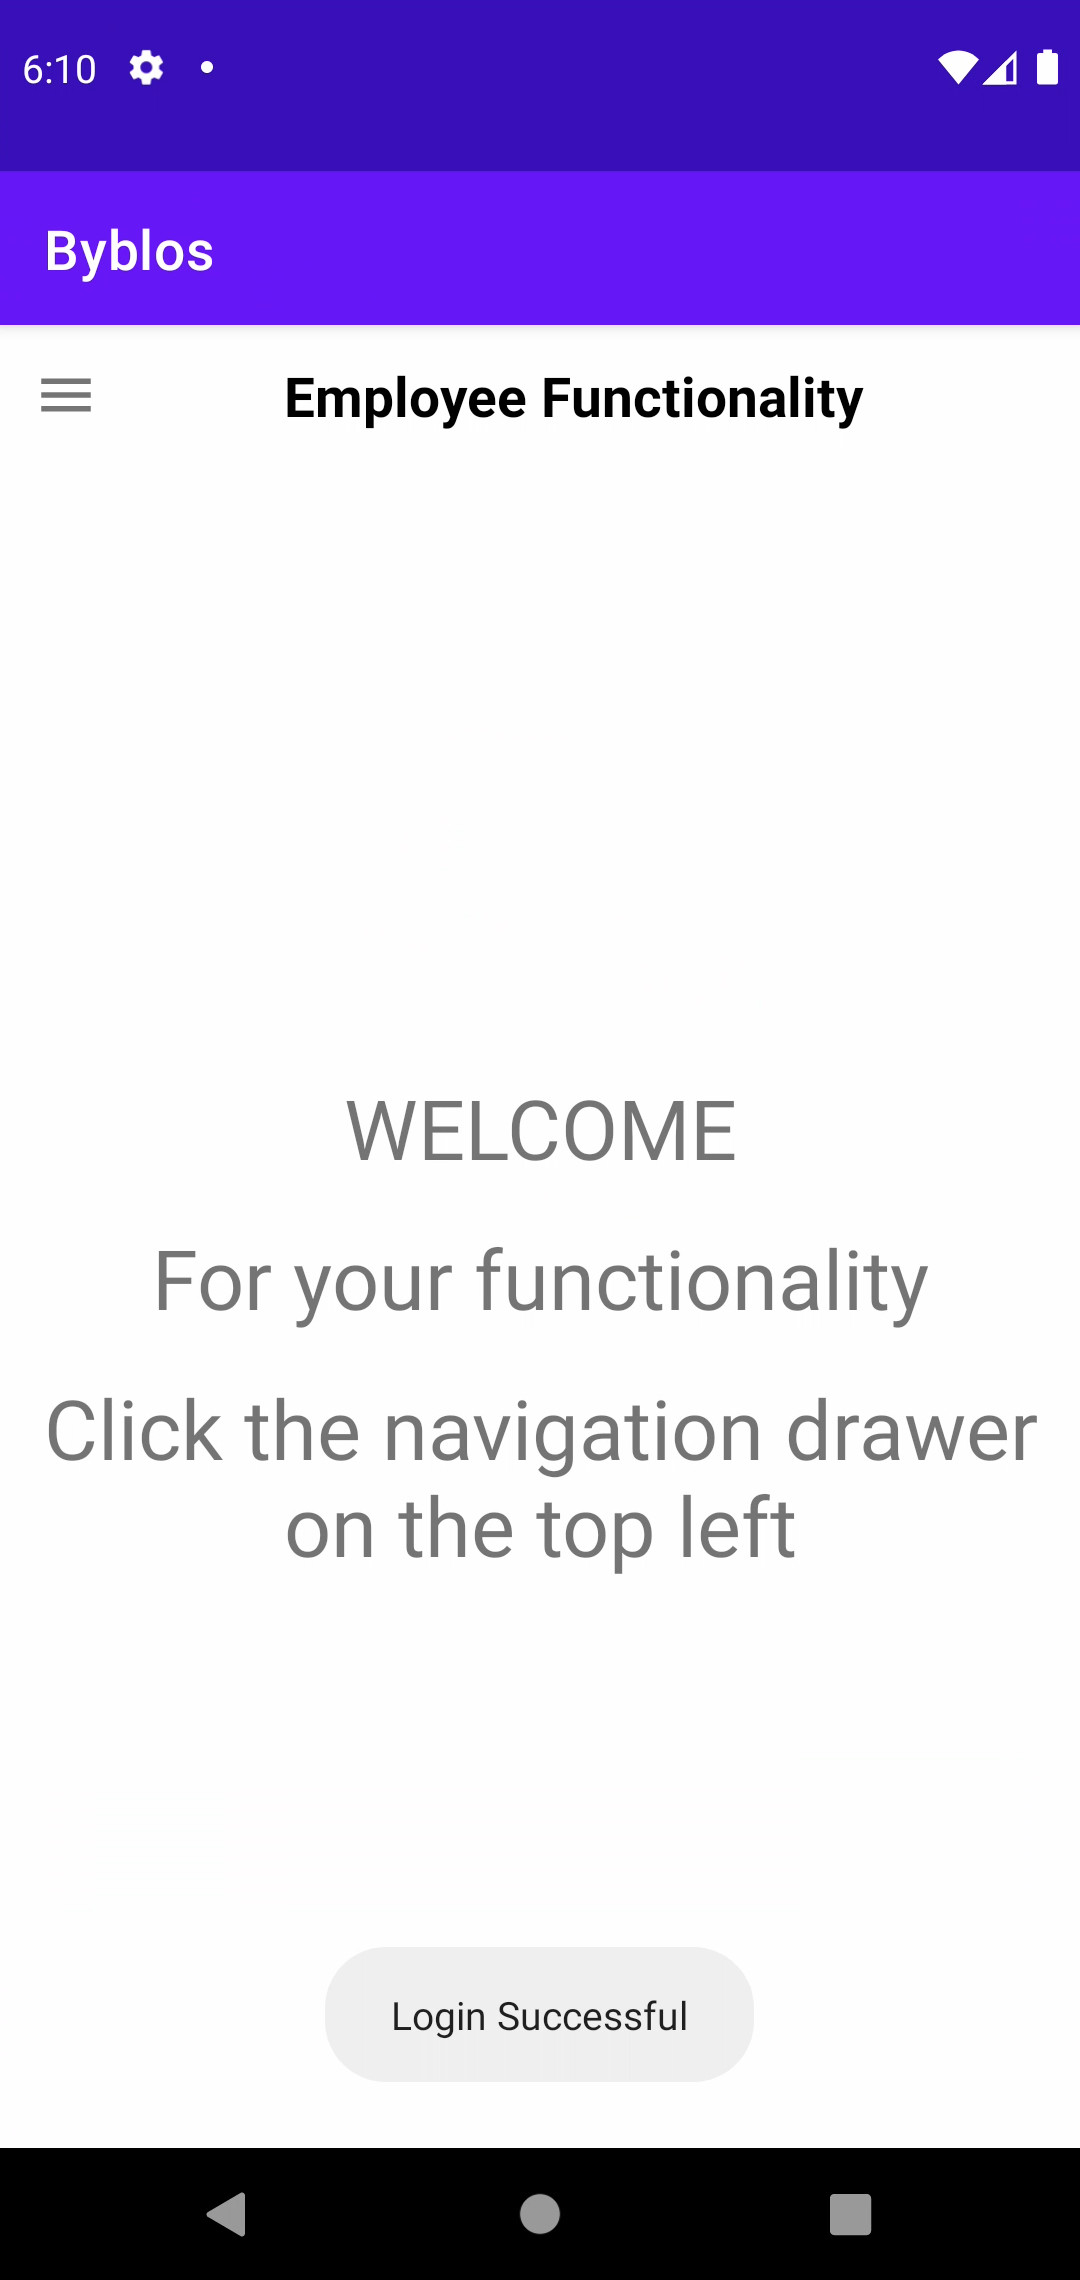 6:10
Byblos
Employee Functionality
WELCOME
For your functionality
Click the navigation drawer
on the top left
Login Successful